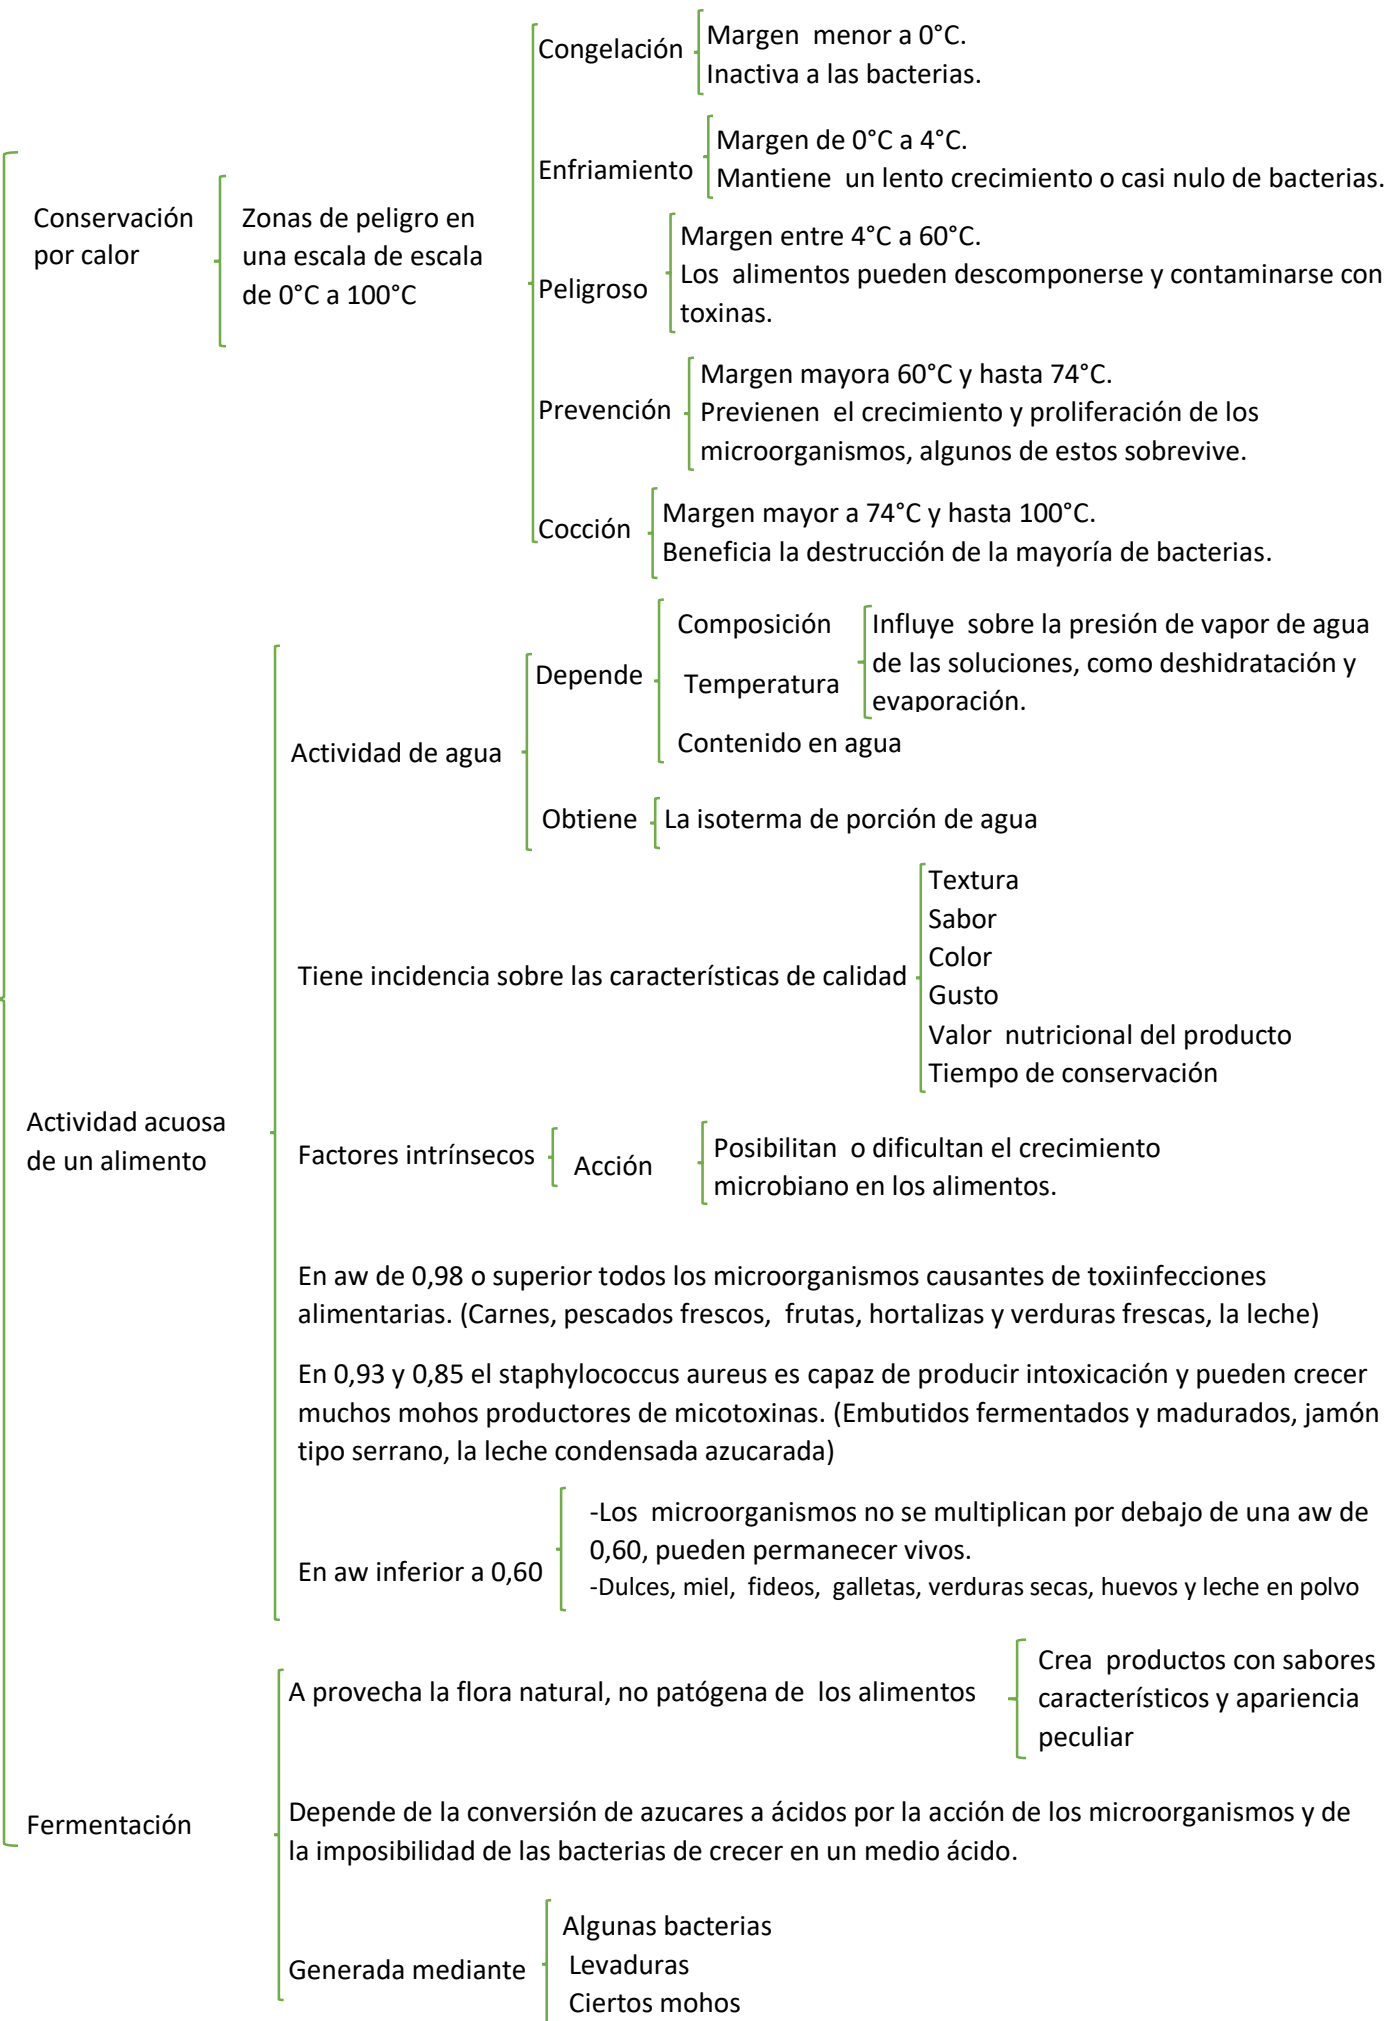 Conservación
por calor
Zonas de peligro en
una escala de escala
de 0°C a 100°C
Congelación
Margen menor a 0°C.
Inactiva a las bacterias.
Enfriamiento
Margen de 0°C a 4°C.
Mantiene un lento crecimiento o casi nulo de bacterias.
Peligroso
Margen entre 4°C a 60°C.
Los alimentos pueden descomponerse y contaminarse con
toxinas.
Prevención
Margen mayora 60°C y hasta 74°C.
Previenen el crecimiento y proliferación de los
microorganismos, algunos de estos sobrevive.
Cocción
Margen mayor a 74°C y hasta 100°C.
Beneficia la destrucción de la mayoría de bacterias.
Actividad acuosa
de un alimento
Actividad de agua
Depende
Composición
Temperatura
Influye sobre la presión de vapor de agua
de las soluciones, como deshidratación y
evaporación.
Contenido en agua
Obtiene
La isoterma de porción de agua
Tiene incidencia sobre las características de calidad
Textura
Sabor
Color
Gusto
Valor nutricional del producto
Tiempo de conservación
Factores intrínsecos
Acción
Posibilitan o dificultan el crecimiento
microbiano en los alimentos.
En aw de 0,98 o superior todos los microorganismos causantes de toxiinfecciones
alimentarias. (Carnes, pescados frescos, frutas, hortalizas y verduras frescas, la leche)
En 0,93 y 0,85 el staphylococcus aureus es capaz de producir intoxicación y pueden crecer
muchos mohos productores de micotoxinas. (Embutidos fermentados y madurados, jamón
tipo serrano, la leche condensada azucarada)
En aw inferior a 0,60
-Los microorganismos no se multiplican por debajo de una aw de
0,60, pueden permanecer vivos.
-Dulces, miel, fideos, galletas, verduras secas, huevos y leche en polvo
Fermentación
A provecha la flora natural, no patógena de los alimentos
Crea productos con sabores
característicos y apariencia
peculiar
Depende de la conversión de azucares a ácidos por la acción de los microorganismos y de
la imposibilidad de las bacterias de crecer en un medio ácido.
Generada mediante
Algunas bacterias
Levaduras
Ciertos mohos